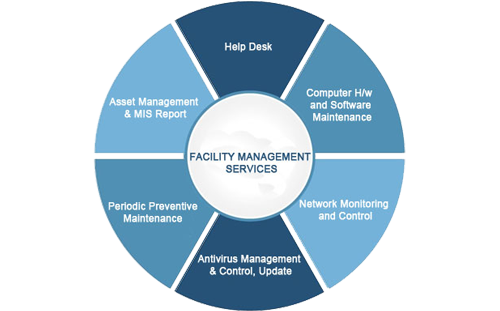 Help Desk
Computer H/w
and Software
Maintenance
Network Monitoring
and Control
Antivirus Management
& Control, Update
Periodic Preventive
Maintenance
Asset Management
& MIS Report
FACILITY MANAGEMENT
SERVICES